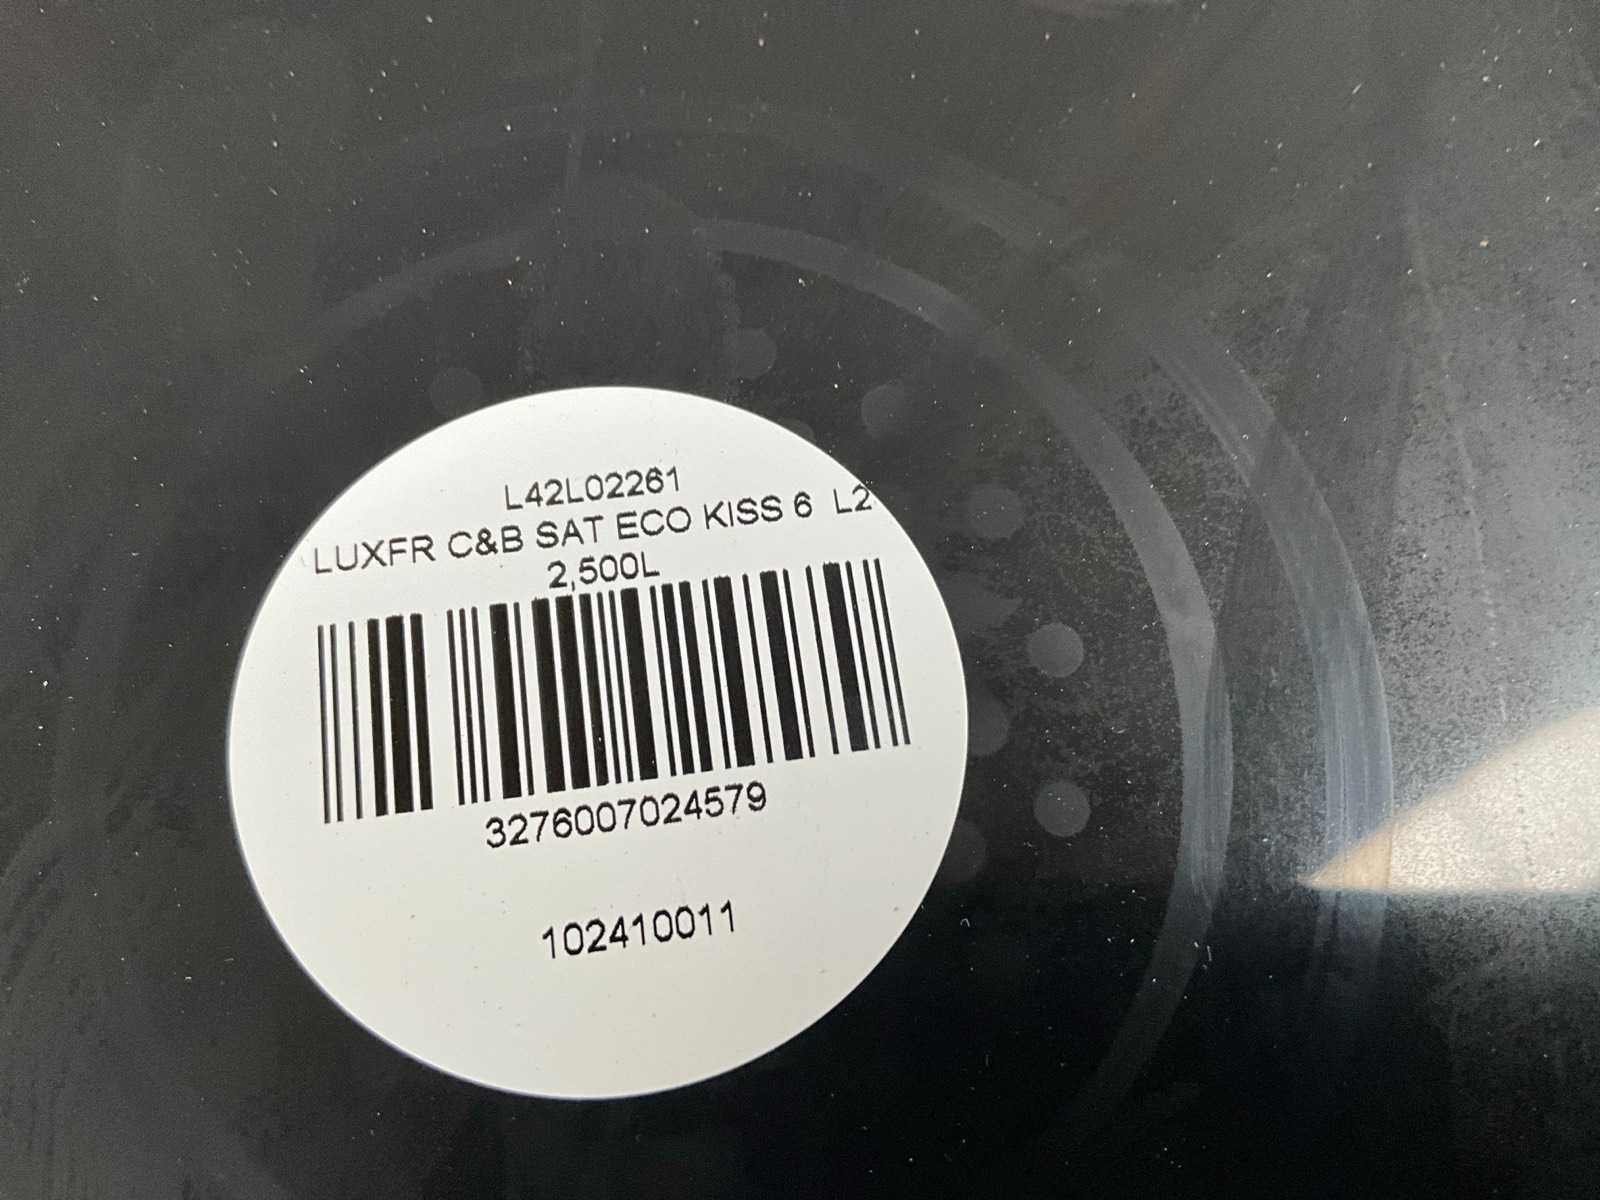 L42L02261
LUXFR C&B SAT ECO KISS 6 L2
2,500L
3276007024579
102410011